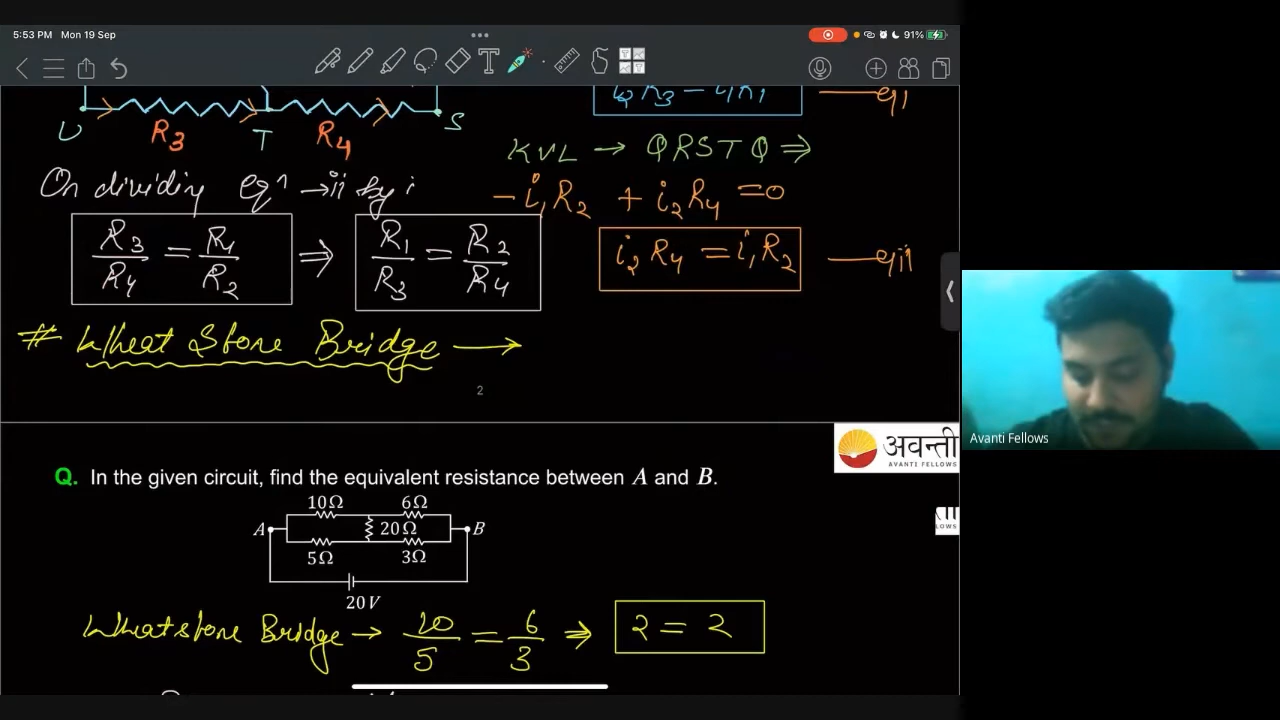 5:53 PM Mon 19 Sep
91%
U R3 T R4 S
KVL → QRSTQ ⇒
On dividing eqn → ii by i
- i1R2 + i2R4 = 0
R3/R4 = R1/R2 ⇒ R1/R3 = R2/R4
i2 R4 = i1R2
# Wheat Stone Bridge →
2
अवन्ती
AVANTI FELLOWS
Q. In the given circuit, find the equivalent resistance between A and B.
10Ω 6Ω
A 20Ω B
5Ω 3Ω
20V
Wheatstone Bridge → 10/5 = 6/3 ⇒ 2 = 2
Avanti Fellows